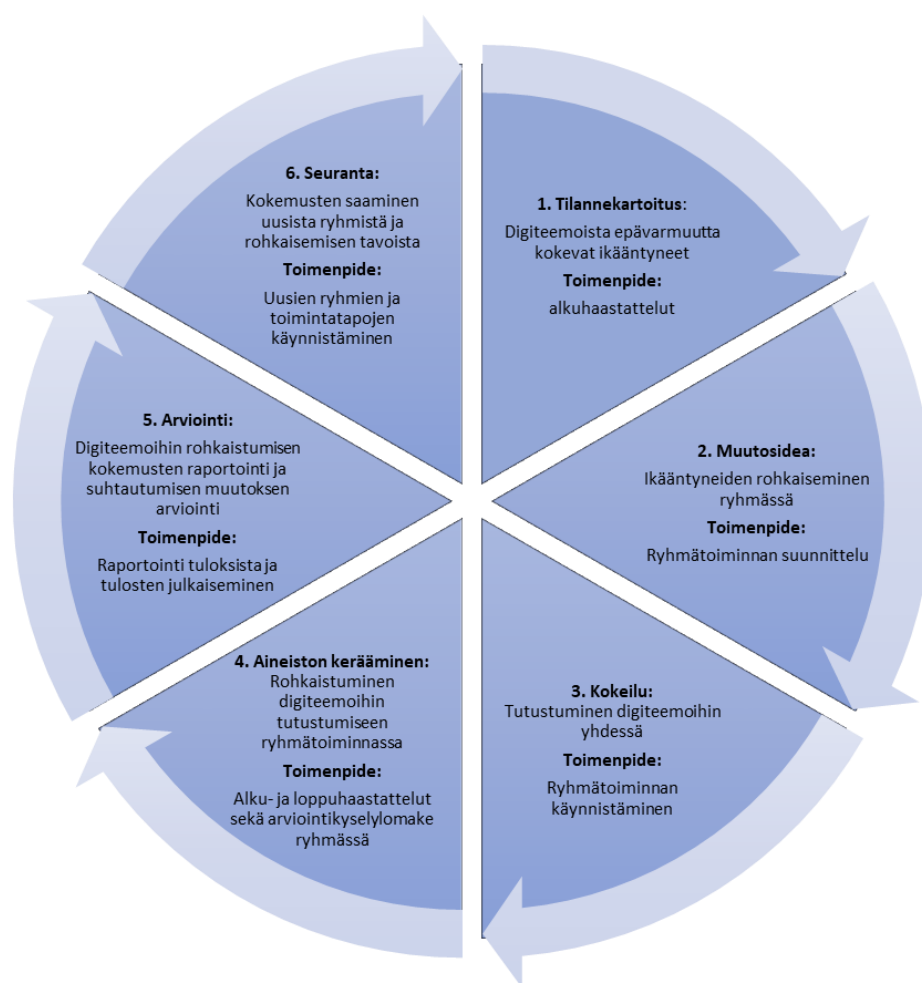 1. Tilannekartoitus:
Digiteemoista epävarmuutta
kokevat ikääntyneet
Toimenpide:
alkuhaastattelut
2. Muutosidea:
Ikääntyneiden rohkaiseminen
ryhmässä
Toimenpide:
Ryhmätoiminnan suunnittelu
3. Kokeilu:
Tutustuminen digiteemoihin
yhdessä
Toimenpide:
Ryhmätoiminnan
käynnistäminen
4. Aineiston kerääminen:
Rohkaistuminen
digiteemoihin
tutustumiseen
ryhmätoiminnassa
Toimenpide:
Alku- ja loppuhaastattelut
sekä arviointikyselylomake
ryhmässä
5. Arviointi:
Digiteemoihin rohkaistumisen
kokemusten raportointi ja
suhtautumisen muutoksen
arviointi
Toimenpide:
Raportointi tuloksista ja
tulosten julkaiseminen
6. Seuranta:
Kokemusten saaminen
uusista ryhmistä ja
rohkaisemisen tavoista
Toimenpide:
Uusien ryhmien ja
toimintatapojen
käynnistäminen